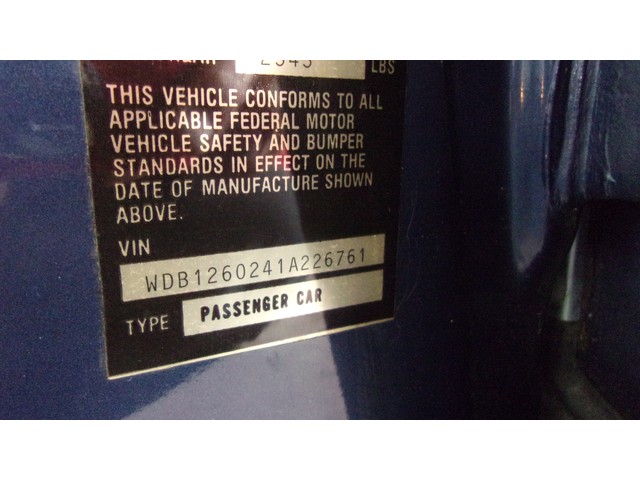 LBS
THIS VEHICLE CONFORMS TO ALL
APPLICABLE FEDERAL MOTOR
VEHICLE SAFETY AND BUMPER
STANDARDS IN EFFECT ON THE
DATE OF MANUFACTURE SHOWN
ABOVE.
VIN
WDB1260241A226761
TYPE PASSENGER CAR